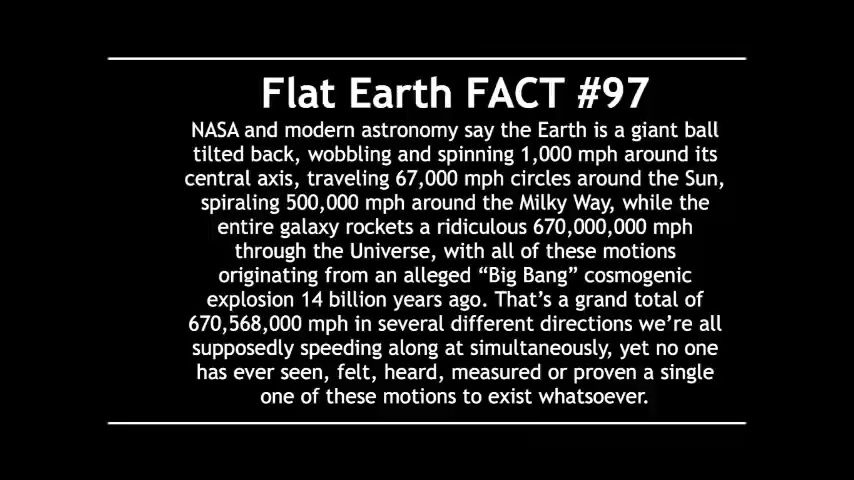 Flat Earth FACT #97
NASA and modern astronomy say the Earth is a giant ball
tilted back, wobbling and spinning 1,000 mph around its
central axis, traveling 67,000 mph circles around the Sun,
spiraling 500,000 mph around the Milky Way, while the
entire galaxy rockets a ridiculous 670,000,000 mph
through the Universe, with all of these motions
originating from an alleged “Big Bang” cosmogenic
explosion 14 billion years ago. That’s a grand total of
670,568,000 mph in several different directions we’re all
supposedly speeding along at simultaneously, yet no one
has ever seen, felt, heard, measured or proven a single
one of these motions to exist whatsoever.